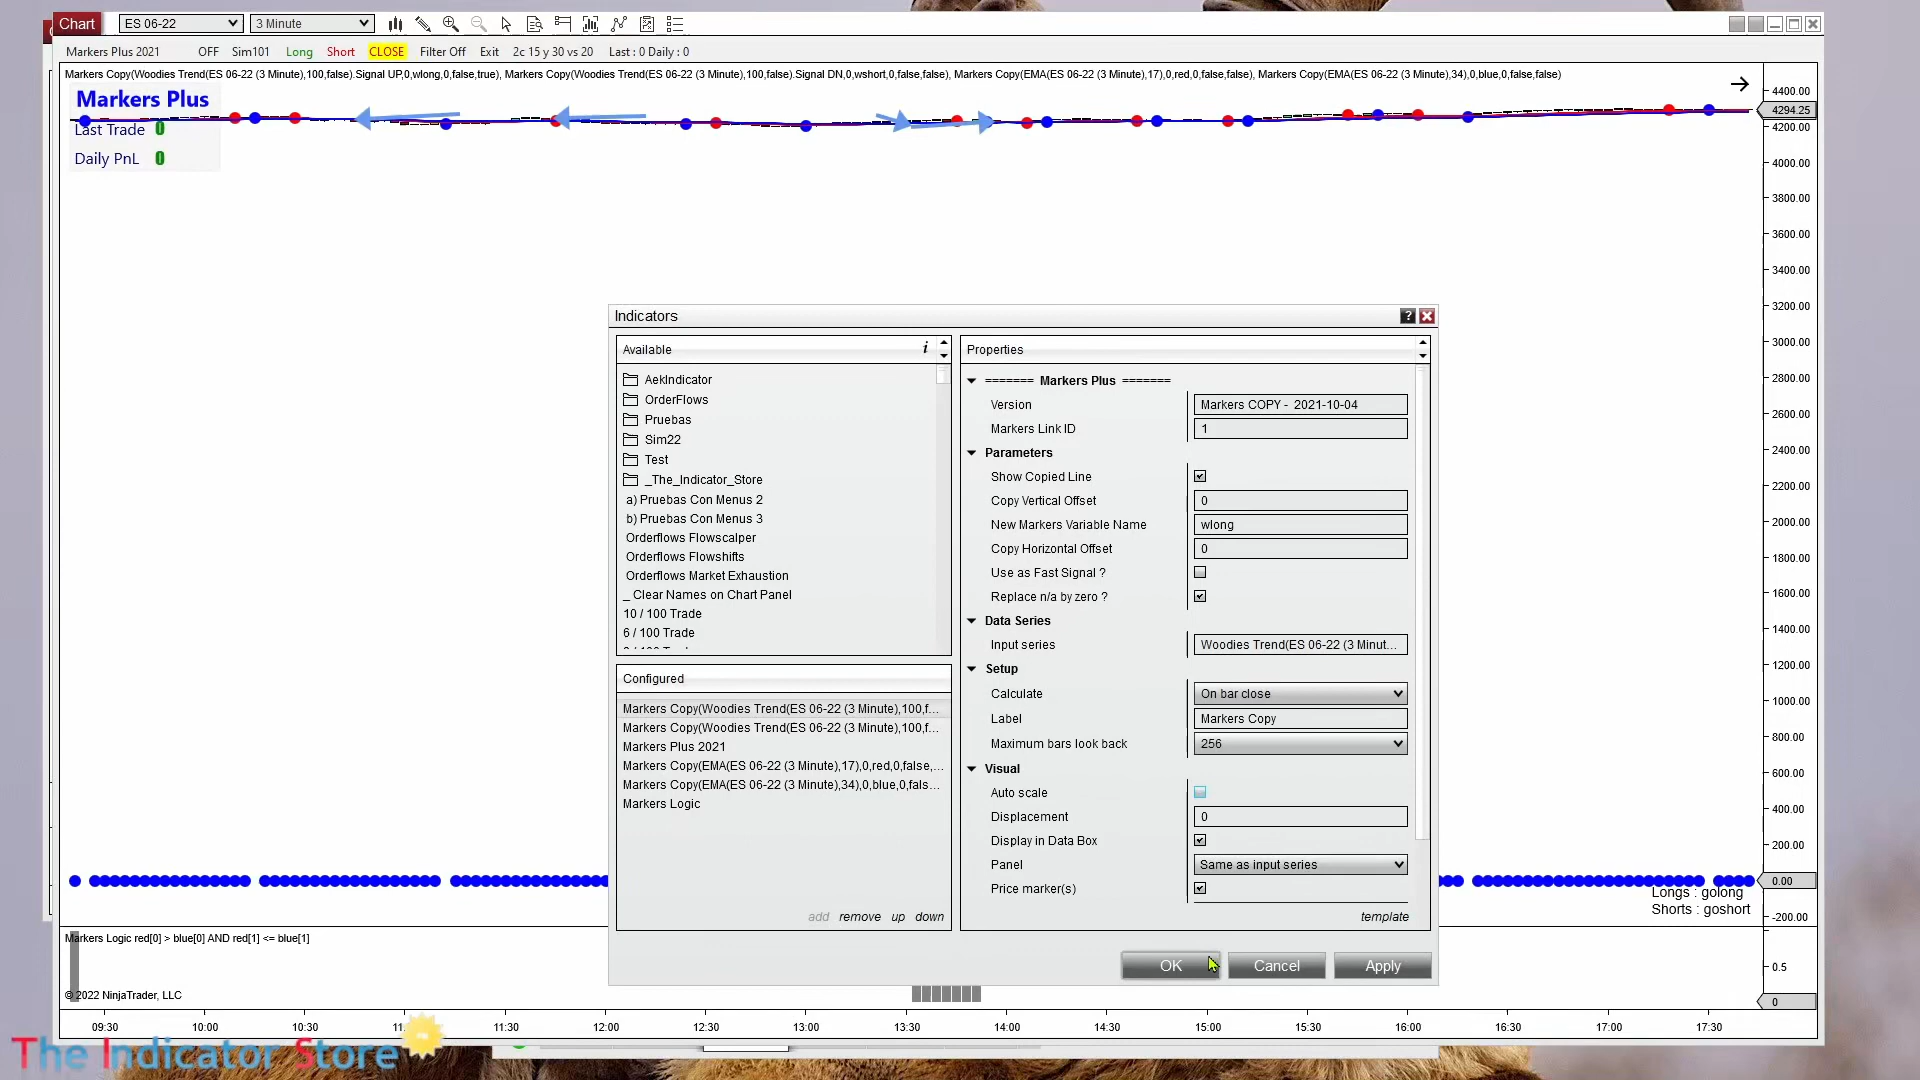 Chart ES 06-22 3 Minute
Markers Plus 2021 OFF Sim101 Long Short CLOSE Filter Off Exit 2c 15 y 30 vs 20 Last : 0 Daily : 0
Markers Copy(Woodies Trend(ES 06-22 (3 Minute),100,false).Signal UP,0,wlong,0,false,true), Markers Copy(Woodies Trend(ES 06-22 (3 Minute),100,false).Signal DN,0,wshort,0,false,false), Markers Copy(EMA(ES 06-22 (3 Minute),17),0,red,0,false,false), Markers Copy(EMA(ES 06-22 (3 Minute),34),0,blue,0,false,false)
Markers Plus
Last Trade 0
Daily PnL 0
4400.00
4294.25
4200.00
4000.00
3800.00
3600.00
3400.00
3200.00
3000.00
2800.00
2600.00
2400.00
2200.00
2000.00
1800.00
1600.00
1400.00
1200.00
1000.00
800.00
600.00
400.00
200.00
0.00
-200.00
0.5
0
Indicators ?
Available i
AekIndicator
OrderFlows
Pruebas
Sim22
Test
_The_Indicator_Store
a) Pruebas Con Menus 2
b) Pruebas Con Menus 3
Orderflows Flowscalper
Orderflows Flowshifts
Orderflows Market Exhaustion
_ Clear Names on Chart Panel
10 / 100 Trade
6 / 100 Trade
Configured
Markers Copy(Woodies Trend(ES 06-22 (3 Minute),100,f...
Markers Copy(Woodies Trend(ES 06-22 (3 Minute),100,f...
Markers Plus 2021
Markers Copy(EMA(ES 06-22 (3 Minute),17),0,red,0,false,...
Markers Copy(EMA(ES 06-22 (3 Minute),34),0,blue,0,fals...
Markers Logic
add remove up down
Properties
======= Markers Plus =======
Version Markers COPY - 2021-10-04
Markers Link ID 1
Parameters
Show Copied Line
Copy Vertical Offset 0
New Markers Variable Name wlong
Copy Horizontal Offset 0
Use as Fast Signal ?
Replace n/a by zero ?
Data Series
Input series Woodies Trend(ES 06-22 (3 Minut...
Setup
Calculate On bar close
Label Markers Copy
Maximum bars look back 256
Visual
Auto scale
Displacement 0
Display in Data Box
Panel Same as input series
Price marker(s)
template
OK Cancel Apply
Longs : golong
Shorts : goshort
Markers Logic red[0] > blue[0] AND red[1] <= blue[1]
© 2022 NinjaTrader, LLC
09:30 10:00 10:30 11:30 12:00 12:30 13:00 13:30 14:00 14:30 15:00 15:30 16:00 16:30 17:00 17:30
The Indicator Store